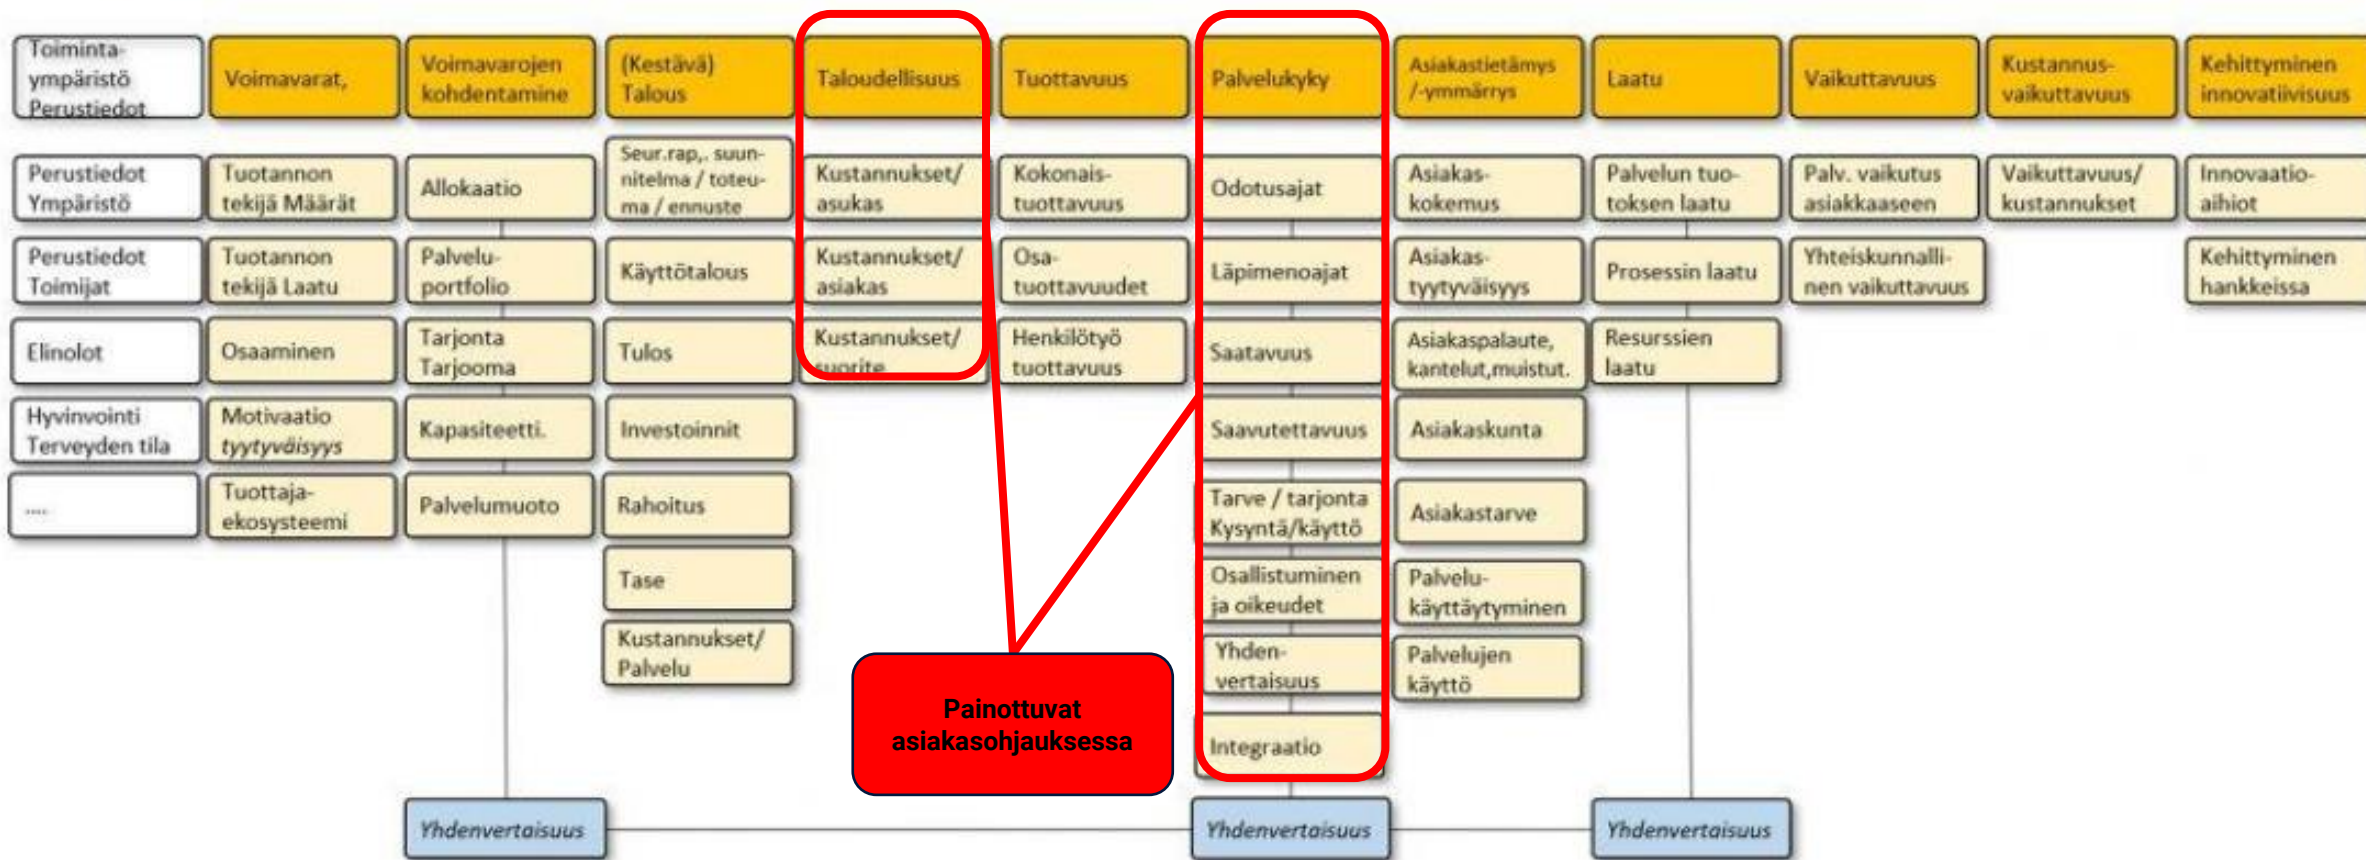 Toiminta-
ympäristö
Perustiedot
Voimavarat,
Voimavarojen
kohdentamine
(Kestävä)
Talous
Taloudellisuus
Tuottavuus
Palvelukyky
Asiakastietämys
/-ymmärrys
Laatu
Vaikuttavuus
Kustannus-
vaikuttavuus
Kehittyminen
innovatiivisuus
Perustiedot
Ympäristö
Tuotannon
tekijä Määrät
Allokaatio
Seur.rap,. suun-
nitelma / toteu-
ma / ennuste
Kustannukset/
asukas
Kokonais-
tuottavuus
Odotusajat
Asiakas-
kokemus
Palvelun tuo-
toksen laatu
Palv. vaikutus
asiakkaaseen
Vaikuttavuus/
kustannukset
Innovaatio-
aihiot
Perustiedot
Toimijat
Tuotannon
tekijä Laatu
Palvelu-
portfolio
Käyttötalous
Kustannukset/
asiakas
Osa-
tuottavuudet
Läpimenoajat
Asiakas-
tyytyväisyys
Prosessin laatu
Yhteiskunnalli-
nen vaikuttavuus
Kehittyminen
hankkeissa
Elinolot
Osaaminen
Tarjonta
Tarjooma
Tulos
Kustannukset/
suorite
Henkilötyö
tuottavuus
Saatavuus
Asiakaspalaute,
kantelut,muistut.
Resurssien
laatu
Hyvinvointi
Terveyden tila
Motivaatio
tyytyväisyys
Kapasiteetti.
Investoinnit
Saavutettavuus
Asiakaskunta
....
Tuottaja-
ekosysteemi
Palvelumuoto
Rahoitus
Tarve / tarjonta
Kysyntä/käyttö
Asiakastarve
Tase
Osallistuminen
ja oikeudet
Palvelu-
käyttäytyminen
Kustannukset/
Palvelu
Yhden-
vertaisuus
Palvelujen
käyttö
Painottuvat
asiakasohjauksessa
Integraatio
Yhdenvertaisuus
Yhdenvertaisuus
Yhdenvertaisuus